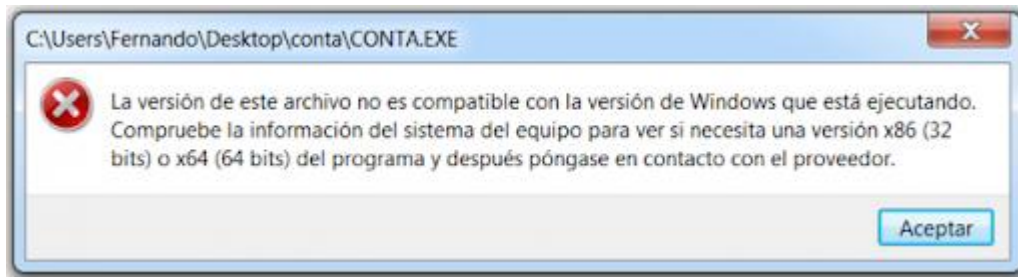 C:\Users\Fernando\Desktop\conta\CONTA.EXE
La versión de este archivo no es compatible con la versión de Windows que está ejecutando.
Compruebe la información del sistema del equipo para ver si necesita una versión x86 (32
bits) o x64 (64 bits) del programa y después póngase en contacto con el proveedor.
Aceptar